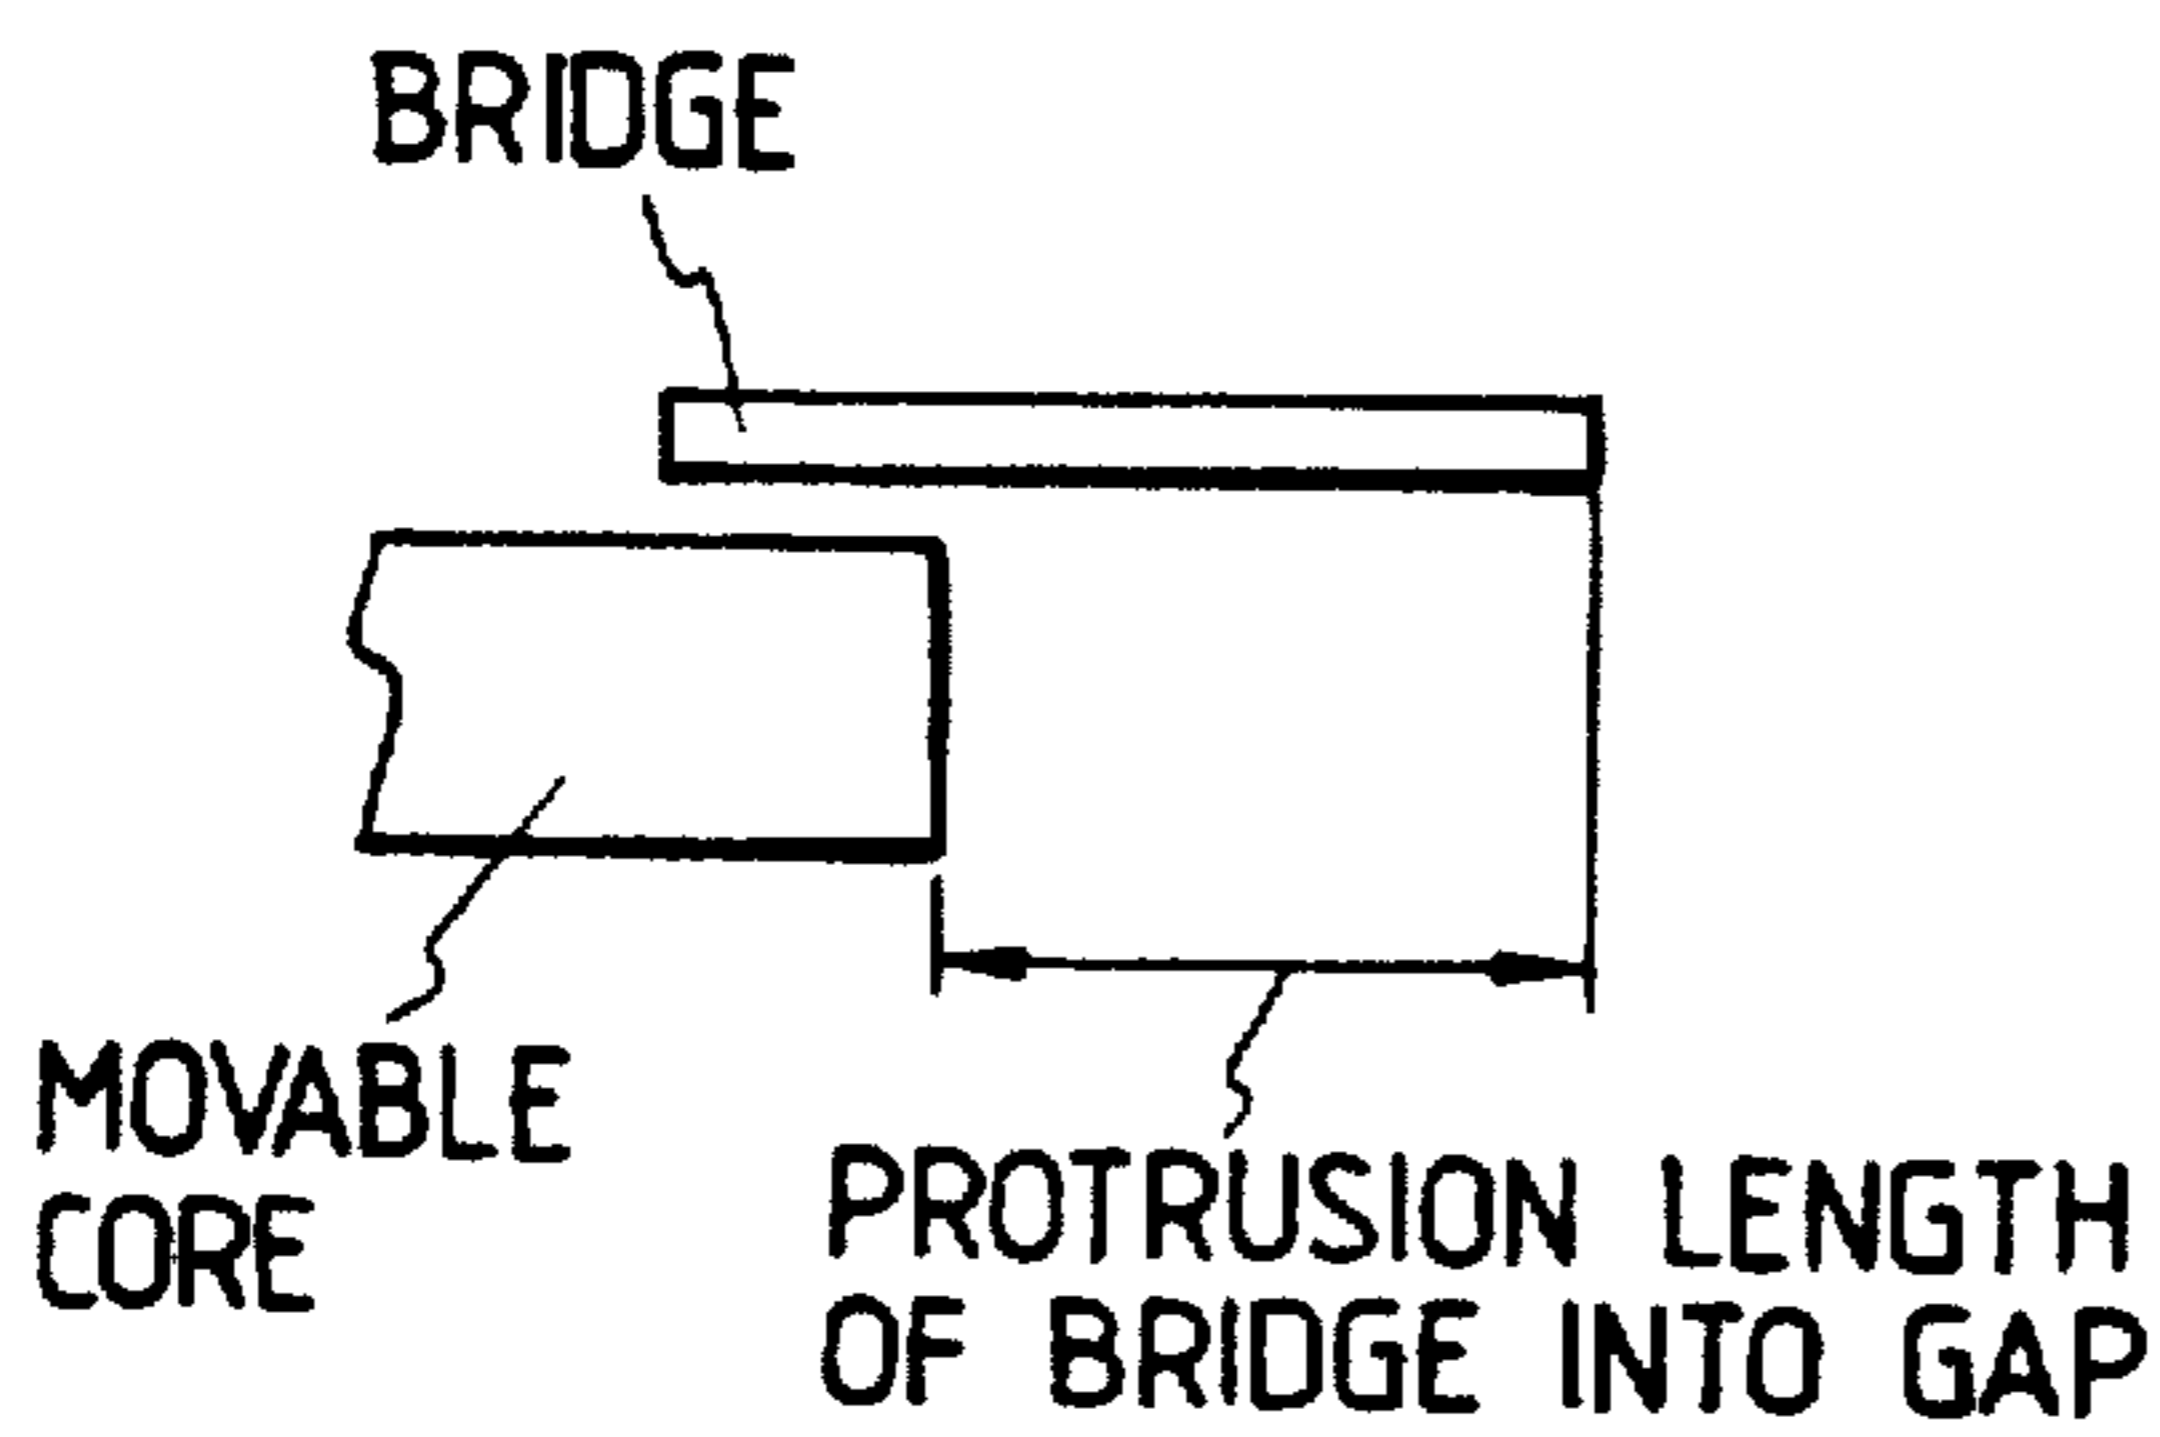 BRIDGE
MOVABLE
CORE
PROTRUSION LENGTH
OF BRIDGE INTO GAP